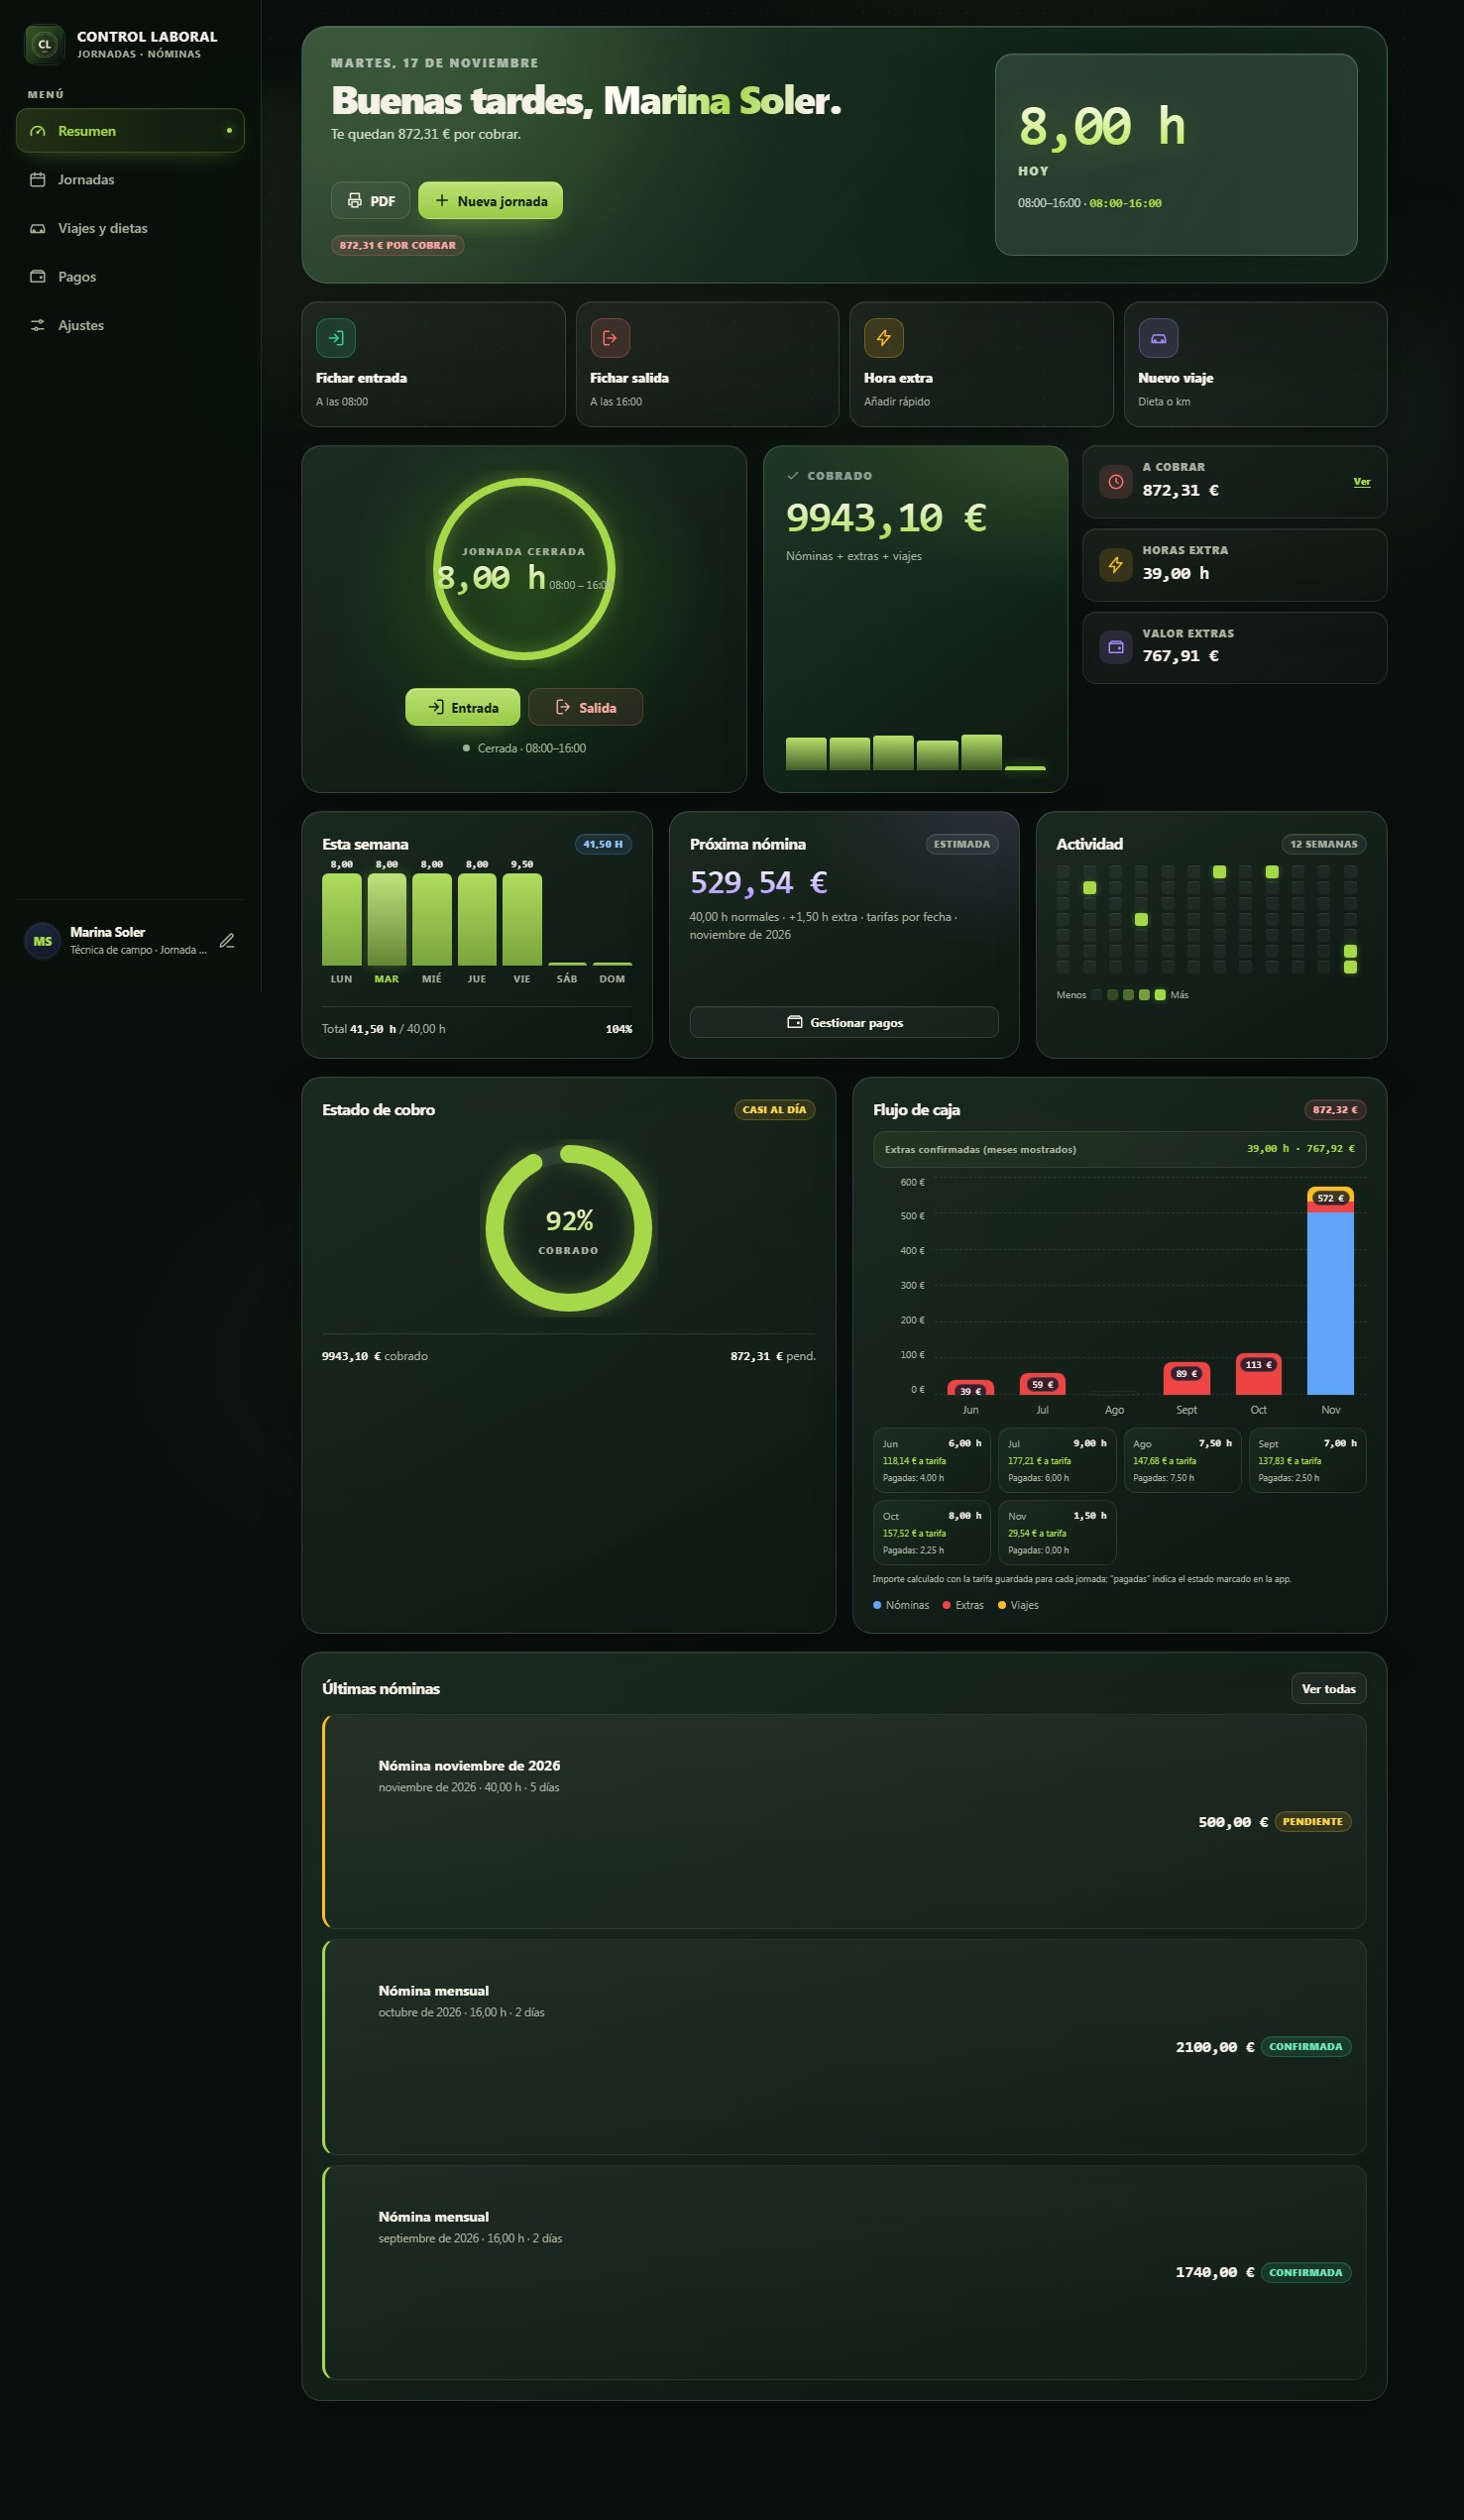 CL
CONTROL LABORAL
JORNADAS · NÓMINAS
MENÚ
Resumen
Jornadas
Viajes y dietas
Pagos
Ajustes
MS
Marina Soler
Técnica de campo · Jornada ...
MARTES, 17 DE NOVIEMBRE
Buenas tardes, Marina Soler.
Te quedan 872,31 € por cobrar.
PDF
Nueva jornada
872,31 € POR COBRAR
8,00 h
HOY
08:00–16:00 · 08:00-16:00
Fichar entrada
A las 08:00
Fichar salida
A las 16:00
Hora extra
Añadir rápido
Nuevo viaje
Dieta o km
JORNADA CERRADA
8,00 h 08:00 – 16:00
Entrada
Salida
Cerrada · 08:00–16:00
COBRADO
9943,10 €
Nóminas + extras + viajes
A COBRAR
872,31 €
Ver
HORAS EXTRA
39,00 h
VALOR EXTRAS
767,91 €
Esta semana
41,50 H
8,00 8,00 8,00 8,00 9,50
LUN MAR MIÉ JUE VIE SÁB DOM
Total 41,50 h / 40,00 h
104%
Próxima nómina
ESTIMADA
529,54 €
40,00 h normales · +1,50 h extra · tarifas por fecha ·
noviembre de 2026
Gestionar pagos
Actividad
12 SEMANAS
Menos
Más
Estado de cobro
CASI AL DÍA
92%
COBRADO
9943,10 € cobrado
872,31 € pend.
Flujo de caja
872,32 €
Extras confirmadas (meses mostrados)
39,00 h · 767,92 €
600 €
500 €
400 €
300 €
200 €
100 €
0 €
39 €
59 €
89 €
113 €
572 €
Jun Jul Ago Sept Oct Nov
Jun 6,00 h
118,14 € a tarifa
Pagadas: 4,00 h
Jul 9,00 h
177,21 € a tarifa
Pagadas: 6,00 h
Ago 7,50 h
147,68 € a tarifa
Pagadas: 7,50 h
Sept 7,00 h
137,83 € a tarifa
Pagadas: 2,50 h
Oct 8,00 h
157,52 € a tarifa
Pagadas: 2,25 h
Nov 1,50 h
29,54 € a tarifa
Pagadas: 0,00 h
Importe calculado con la tarifa guardada para cada jornada; “pagadas” indica el estado marcado en la app.
Nóminas
Extras
Viajes
Últimas nóminas
Ver todas
Nómina noviembre de 2026
noviembre de 2026 · 40,00 h · 5 días
500,00 € PENDIENTE
Nómina mensual
octubre de 2026 · 16,00 h · 2 días
2100,00 € CONFIRMADA
Nómina mensual
septiembre de 2026 · 16,00 h · 2 días
1740,00 € CONFIRMADA